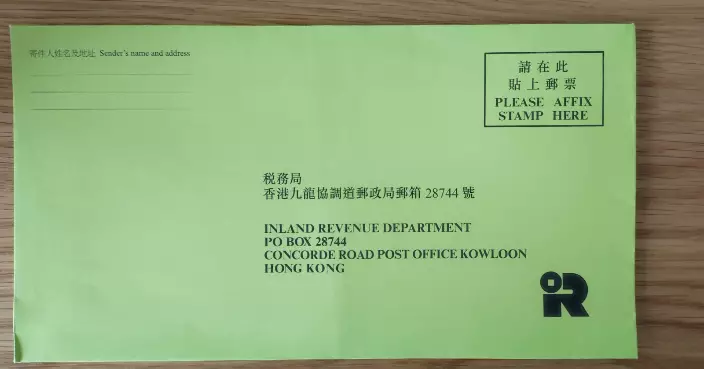 寄件人姓名及地址 Sender's name and address
請在此
貼上郵票
PLEASE AFFIX
STAMP HERE
税務局
香港九龍協調道郵政局郵箱 28744 號
INLAND REVENUE DEPARTMENT
PO BOX 28744
CONCORDE ROAD POST OFFICE KOWLOON
HONG KONG